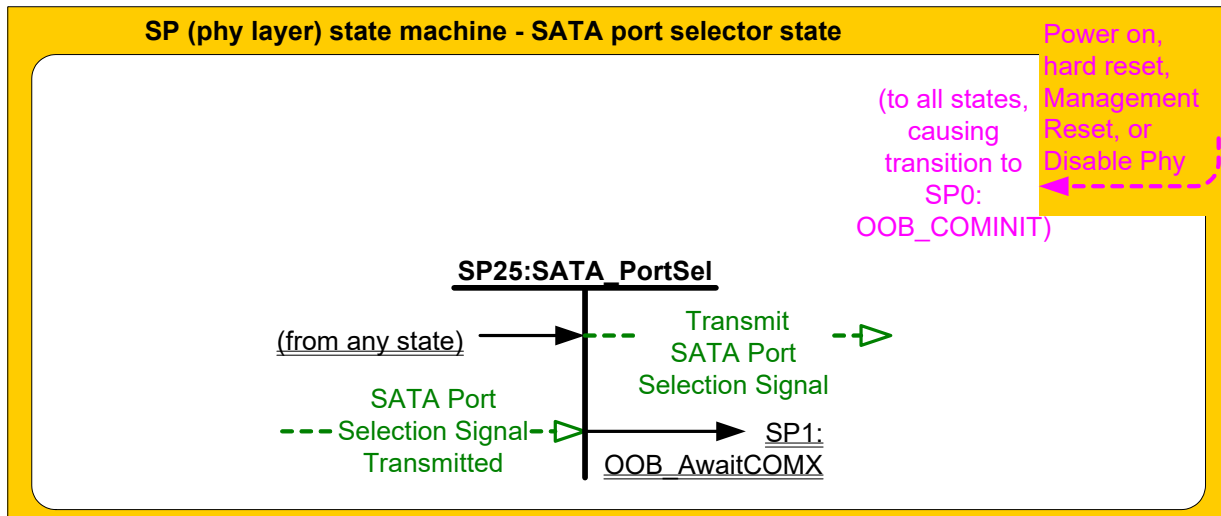 SP (phy layer) state machine - SATA port selector state
Power on,
hard reset,
Management
Reset, or
Disable Phy
(to all states,
causing
transition to
SP0:
OOB_COMINIT)
SP25:SATA_PortSel
(from any state)
Transmit
SATA Port
Selection Signal
SATA Port
Selection Signal
Transmitted
SP1:
OOB_AwaitCOMX